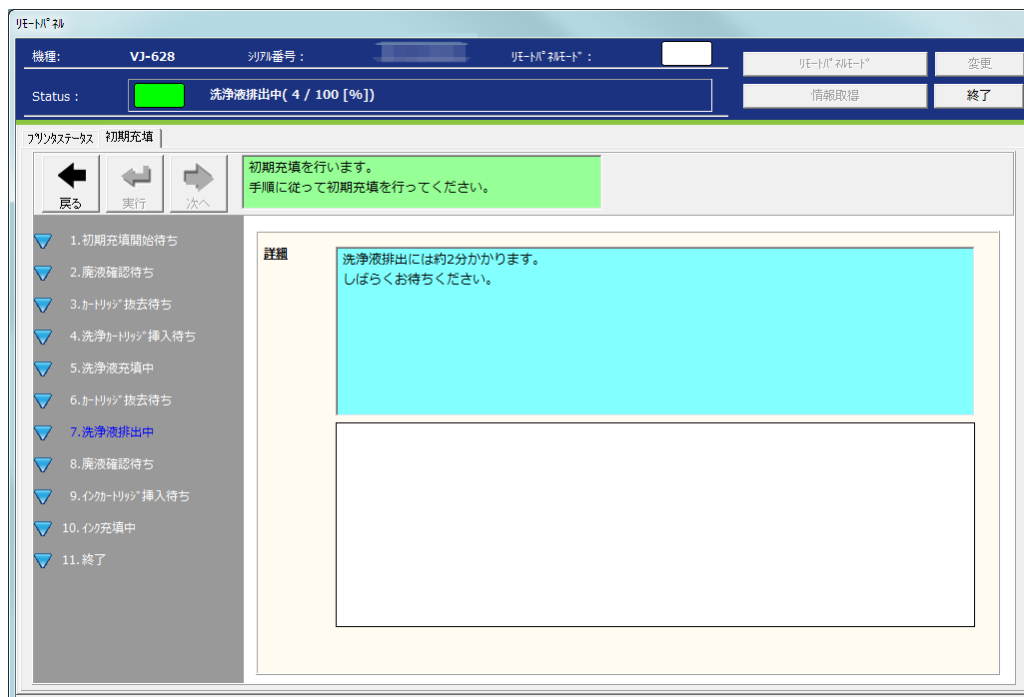 ﾘﾓｰﾄﾊﾟﾈﾙ
機種: VJ-628 ｼﾘｱﾙ番号 : ﾘﾓｰﾄﾊﾟﾈﾙﾓｰﾄﾞ :
ﾘﾓｰﾄﾊﾟﾈﾙﾓｰﾄﾞ 変更
Status : 洗浄液排出中( 4 / 100 [%])
情報取得 終了
ﾌﾟﾘﾝﾀｽﾃｰﾀｽ 初期充填
戻る 実行 次へ
初期充填を行います。
手順に従って初期充填を行ってください。
1.初期充填開始待ち
2.廃液確認待ち
3.ｶｰﾄﾘｯｼﾞ抜去待ち
4.洗浄ｶｰﾄﾘｯｼﾞ挿入待ち
5.洗浄液充填中
6.ｶｰﾄﾘｯｼﾞ抜去待ち
7.洗浄液排出中
8.廃液確認待ち
9.ｲﾝｸｶｰﾄﾘｯｼﾞ挿入待ち
10.ｲﾝｸ充填中
11.終了
詳細
洗浄液排出には約2分かかります。
しばらくお待ちください。